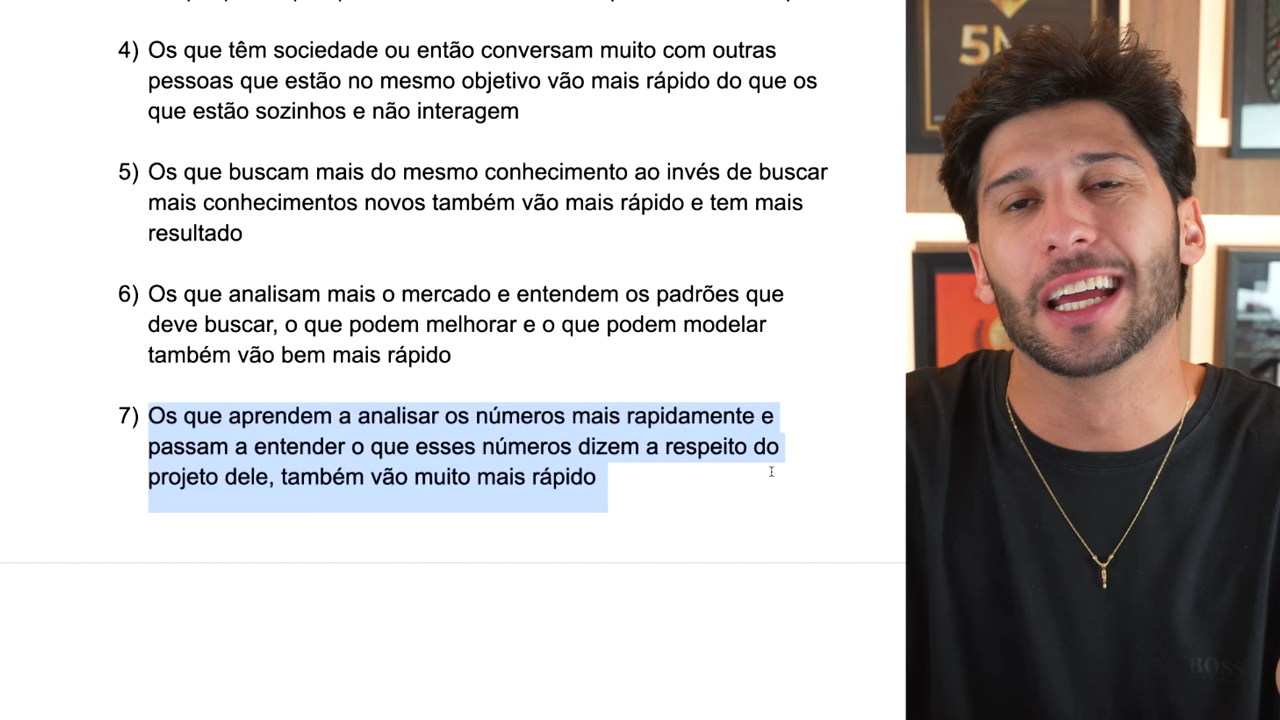 4) Os que têm sociedade ou então conversam muito com outras
pessoas que estão no mesmo objetivo vão mais rápido do que os
que estão sozinhos e não interagem
5) Os que buscam mais do mesmo conhecimento ao invés de buscar
mais conhecimentos novos também vão mais rápido e tem mais
resultado
6) Os que analisam mais o mercado e entendem os padrões que
deve buscar, o que podem melhorar e o que podem modelar
também vão bem mais rápido
7) Os que aprendem a analisar os números mais rapidamente e
passam a entender o que esses números dizem a respeito do
projeto dele, também vão muito mais rápido
BOSS